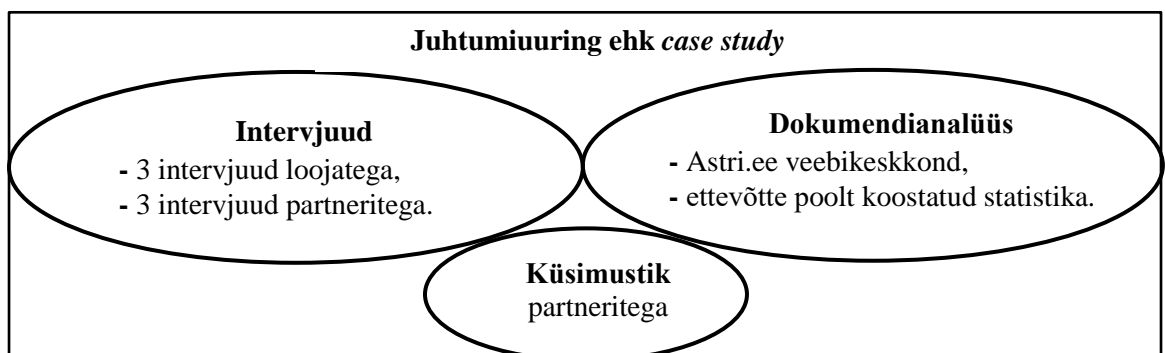 Juhtumiuuring ehk case study
Intervjuud
- 3 intervjuud loojatega,
- 3 intervjuud partneritega.
Dokumendianalüüs
- Astri.ee veebikeskkond,
- ettevõtte poolt koostatud statistika.
Küsimustik
partneritega